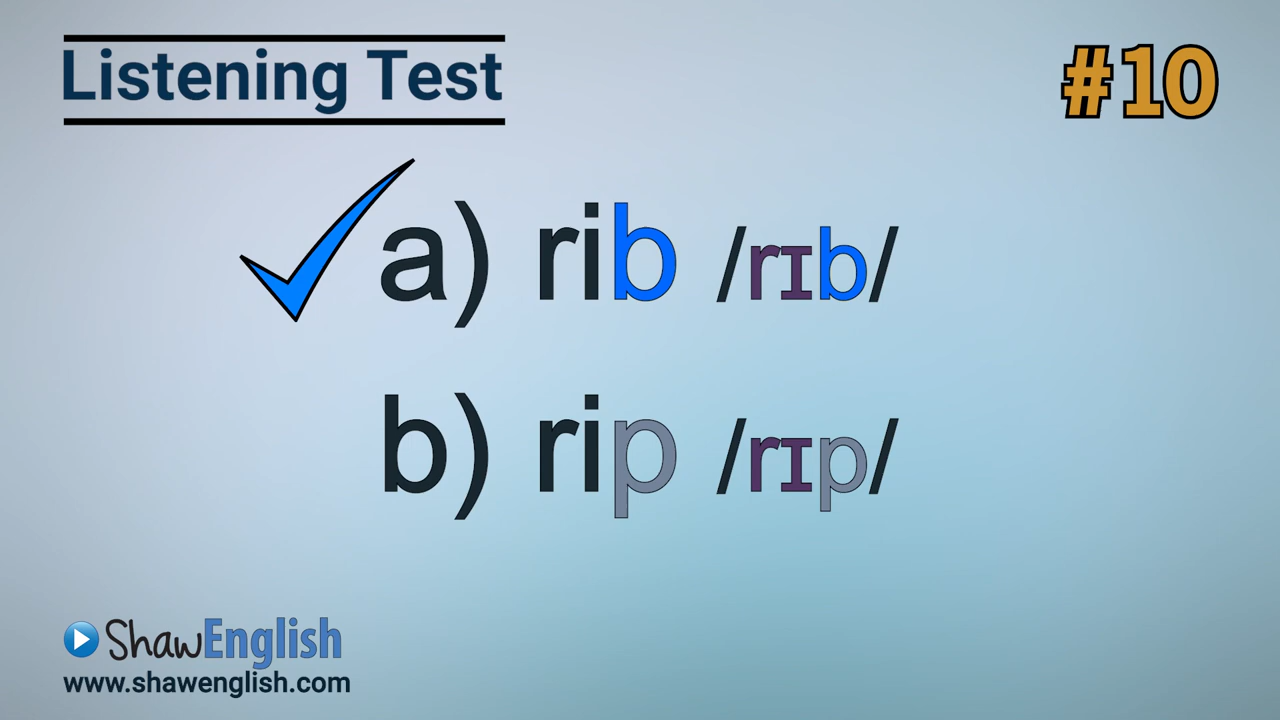 Listening Test
#10
a) rib /rɪb/
b) rip /rɪp/
ShawEnglish
www.shawenglish.com